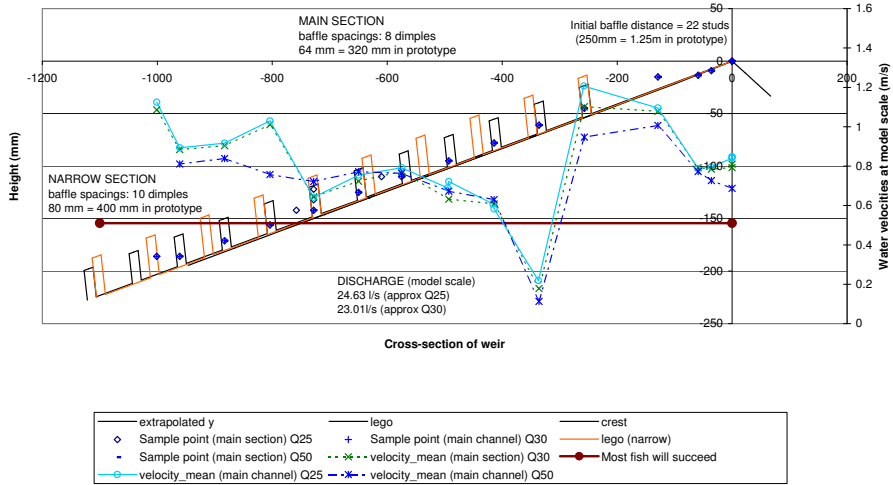 MAIN SECTION
baffle spacings: 8 dimples
64 mm = 320 mm in prototype
Initial baffle distance = 22 studs
(250mm = 1.25m in prototype)
50
1.6
-1200
-1000
-800
-600
-400
-200
0
200
0
1.4
1.2
-50
1
-100
0.8
-150
0.6
0.4
-200
0.2
-250
0
Height (mm)
Water velocities at model scale (m/s)
NARROW SECTION
baffle spacings: 10 dimples
80 mm = 400 mm in prototype
DISCHARGE (model scale)
24.63 l/s (approx Q25)
23.01l/s (approx Q30)
Cross-section of weir
extrapolated y
lego
crest
Sample point (main section) Q25
Sample point (main channel) Q30
lego (narrow)
Sample point (main channel) Q50
velocity_mean (main section) Q30
Most fish will succeed
velocity_mean (main channel) Q25
velocity_mean (main channel) Q50